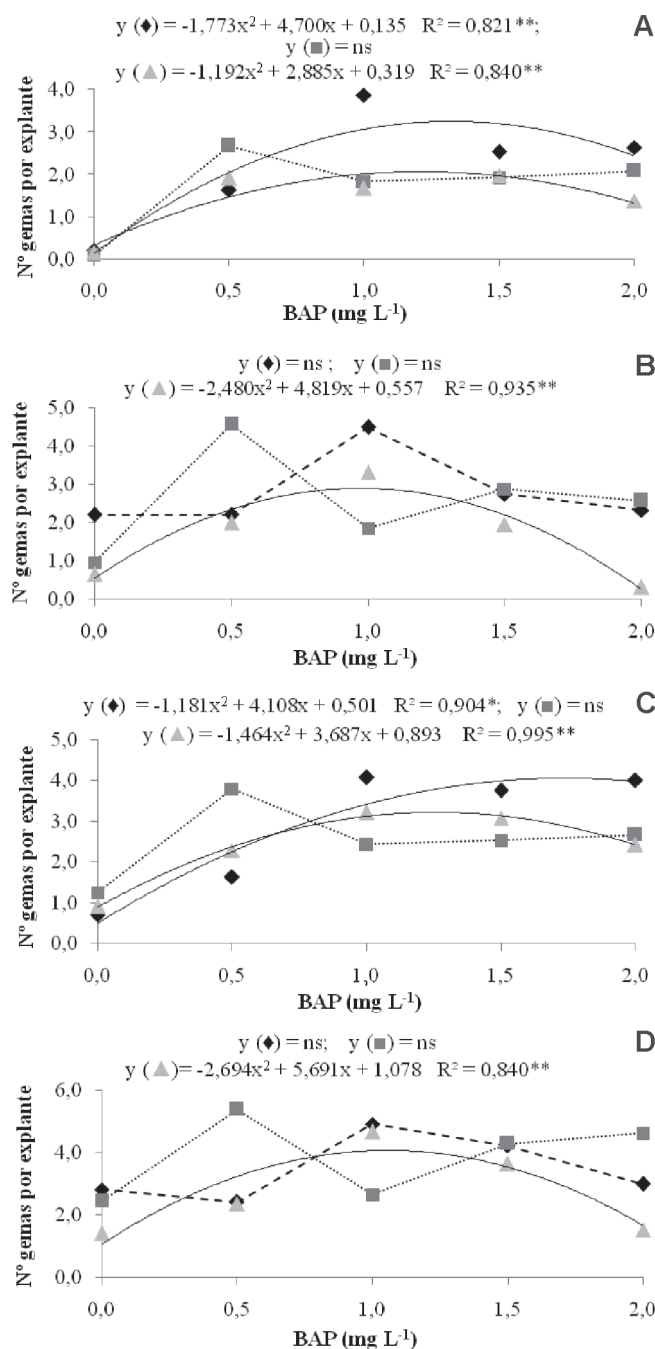 y (◆) = -1,773x² + 4,700x + 0,135 R² = 0,821**;
A
y (■) = ns
y (▲) = -1,192x² + 2,885x + 0,319 R² = 0,840**
Nº gemas por explante
4,0
3,0
2,0
1,0
0,0
0,0 0,5 1,0 1,5 2,0
BAP (mg L⁻¹)
y (◆) = ns ; y (■) = ns
B
y (▲) = -2,480x² + 4,819x + 0,557 R² = 0,935**
Nº gemas por explante
5,0
4,0
3,0
2,0
1,0
0,0
0,0 0,5 1,0 1,5 2,0
BAP (mg L⁻¹)
y (◆) = -1,181x² + 4,108x + 0,501 R² = 0,904*; y (■) = ns
C
y (▲) = -1,464x² + 3,687x + 0,893 R² = 0,995**
Nº gemas por explante
5,0
4,0
3,0
2,0
1,0
0,0
0,0 0,5 1,0 1,5 2,0
BAP (mg L⁻¹)
y (◆) = ns; y (■) = ns
D
y (▲)= -2,694x² + 5,691x + 1,078 R² = 0,840**
Nº gemas por explante
6,0
4,0
2,0
0,0
0,0 0,5 1,0 1,5 2,0
BAP (mg L⁻¹)